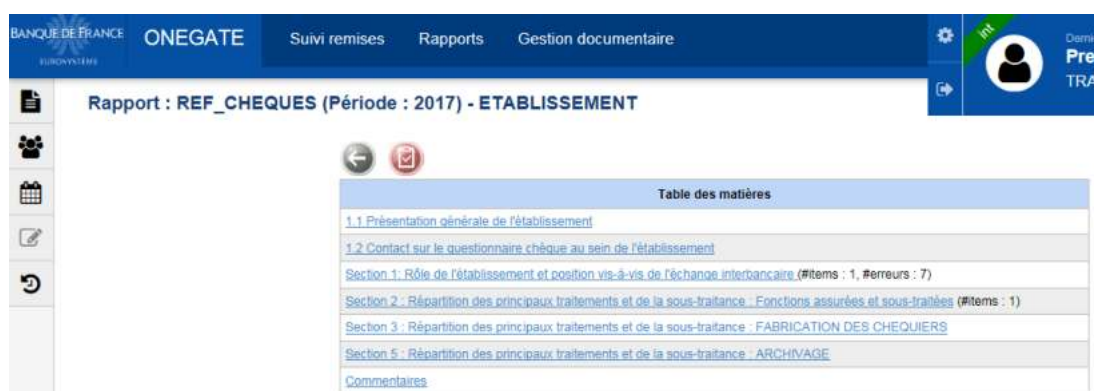 BANQUE DE FRANCE
EUROSYSTÈME
ONEGATE
Suivi remises
Rapports
Gestion documentaire
int
Derni
Pre
TRA
Rapport : REF_CHEQUES (Période : 2017) - ETABLISSEMENT
Table des matières
1.1 Présentation générale de l'établissement
1.2 Contact sur le questionnaire chèque au sein de l'établissement
Section 1: Rôle de l'établissement et position vis-à-vis de l'échange interbancaire (#items : 1, #erreurs : 7)
Section 2 : Répartition des principaux traitements et de la sous-traitance : Fonctions assurées et sous-traitées (#items : 1)
Section 3 : Répartition des principaux traitements et de la sous-traitance : FABRICATION DES CHEQUIERS
Section 5 : Répartition des principaux traitements et de la sous-traitance : ARCHIVAGE
Commentaires